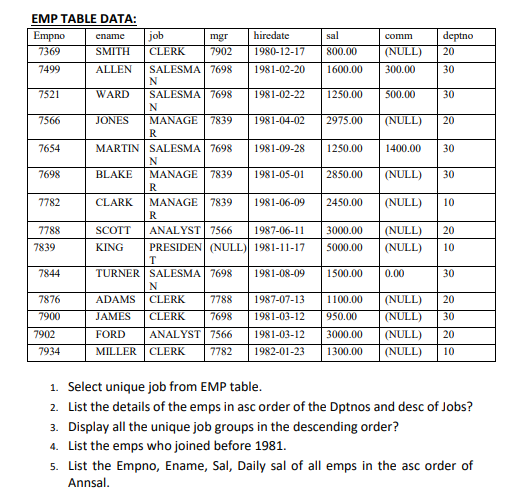 EMP TABLE DATA:
Empno ename job mgr hiredate sal comm deptno
7369 SMITH CLERK 7902 1980-12-17 800.00 (NULL) 20
7499 ALLEN SALESMA 7698 1981-02-20 1600.00 300.00 30
N
7521 WARD SALESMA 7698 1981-02-22 1250.00 500.00 30
N
7566 JONES MANAGE 7839 1981-04-02 2975.00 (NULL) 20
R
7654 MARTIN SALESMA 7698 1981-09-28 1250.00 1400.00 30
N
7698 BLAKE MANAGE 7839 1981-05-01 2850.00 (NULL) 30
R
7782 CLARK MANAGE 7839 1981-06-09 2450.00 (NULL) 10
R
7788 SCOTT ANALYST 7566 1987-06-11 3000.00 (NULL) 20
7839 KING PRESIDEN (NULL) 1981-11-17 5000.00 (NULL) 10
T
7844 TURNER SALESMA 7698 1981-08-09 1500.00 0.00 30
N
7876 ADAMS CLERK 7788 1987-07-13 1100.00 (NULL) 20
7900 JAMES CLERK 7698 1981-03-12 950.00 (NULL) 30
7902 FORD ANALYST 7566 1981-03-12 3000.00 (NULL) 20
7934 MILLER CLERK 7782 1982-01-23 1300.00 (NULL) 10
1. Select unique job from EMP table.
2. List the details of the emps in asc order of the Dptnos and desc of Jobs?
3. Display all the unique job groups in the descending order?
4. List the emps who joined before 1981.
5. List the Empno, Ename, Sal, Daily sal of all emps in the asc order of
Annsal.